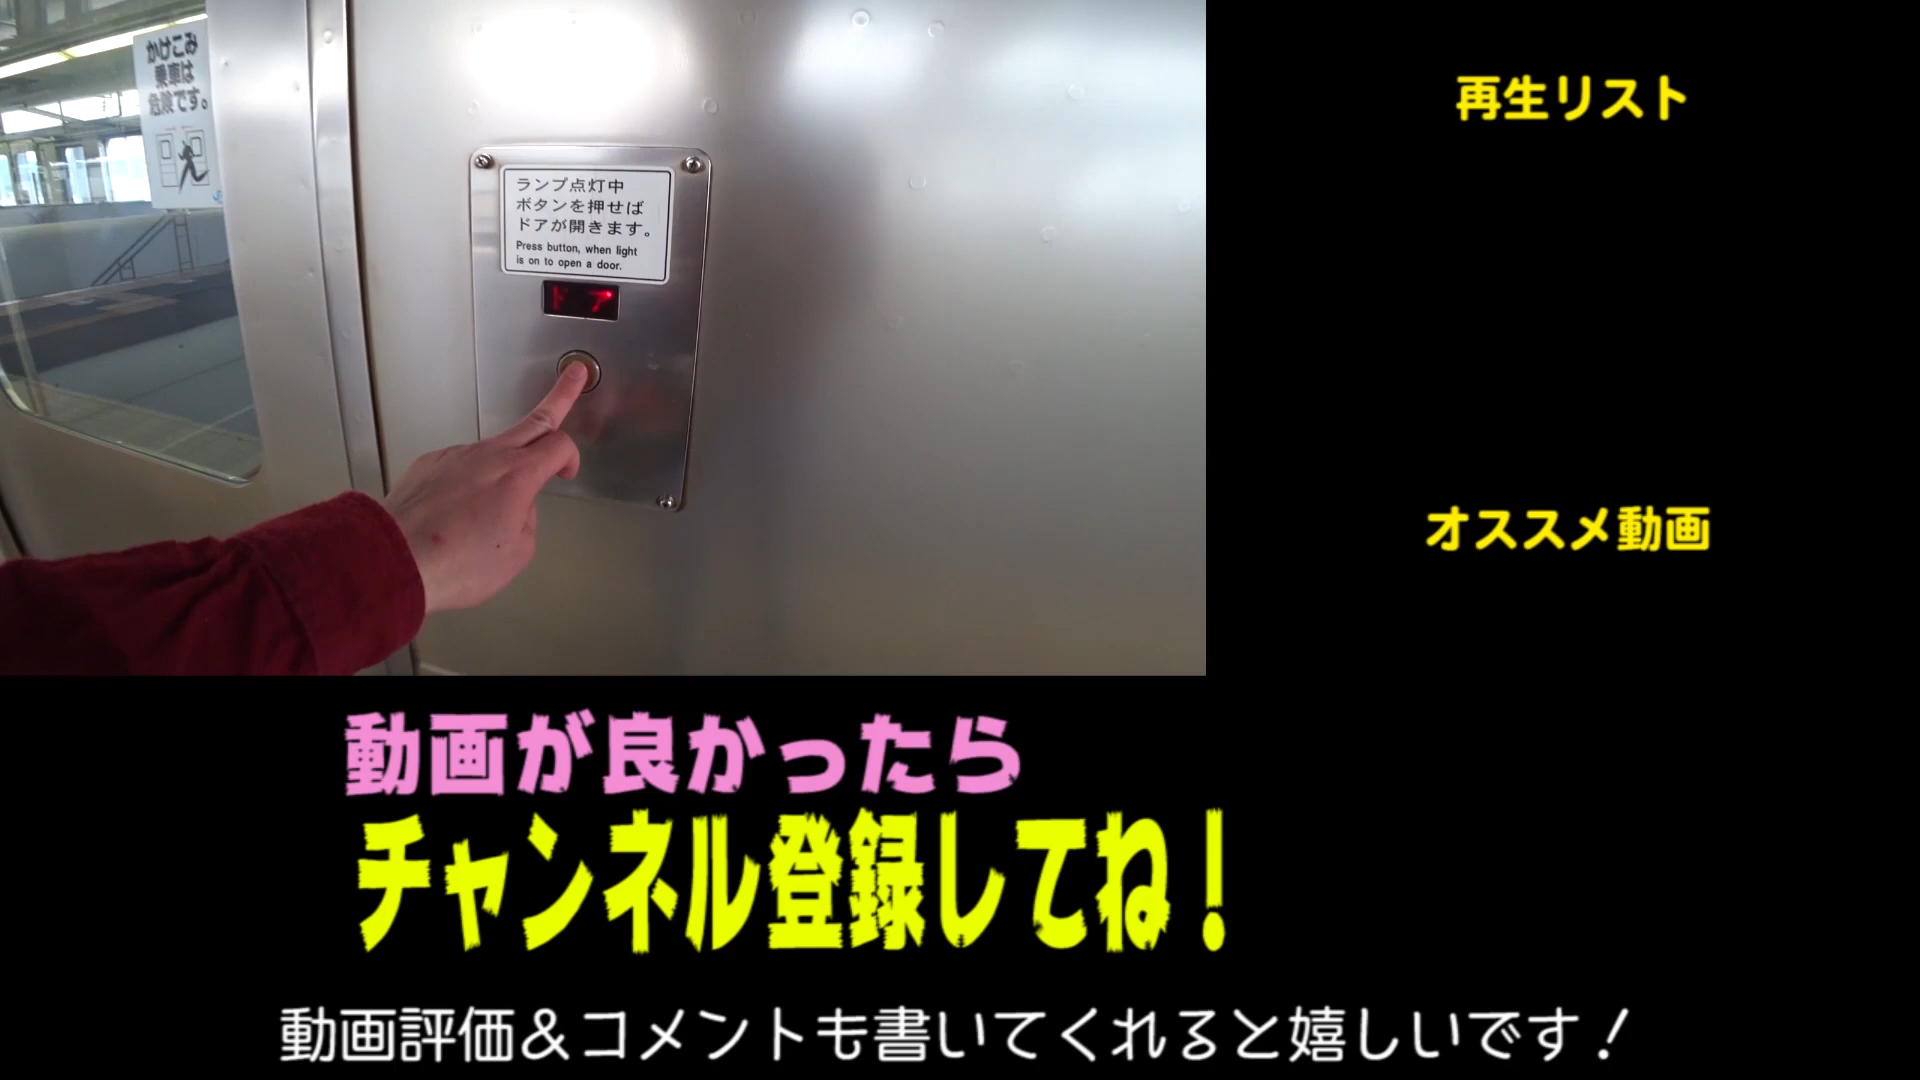 かけこみ
乗車は
危険です。
ランプ点灯中
ボタンを押せば
ドアが開きます。
Press button, when light
is on to open a door.
ドア
再生リスト
オススメ動画
動画が良かったら
チャンネル登録してね！
動画評価＆コメントも書いてくれると嬉しいです！